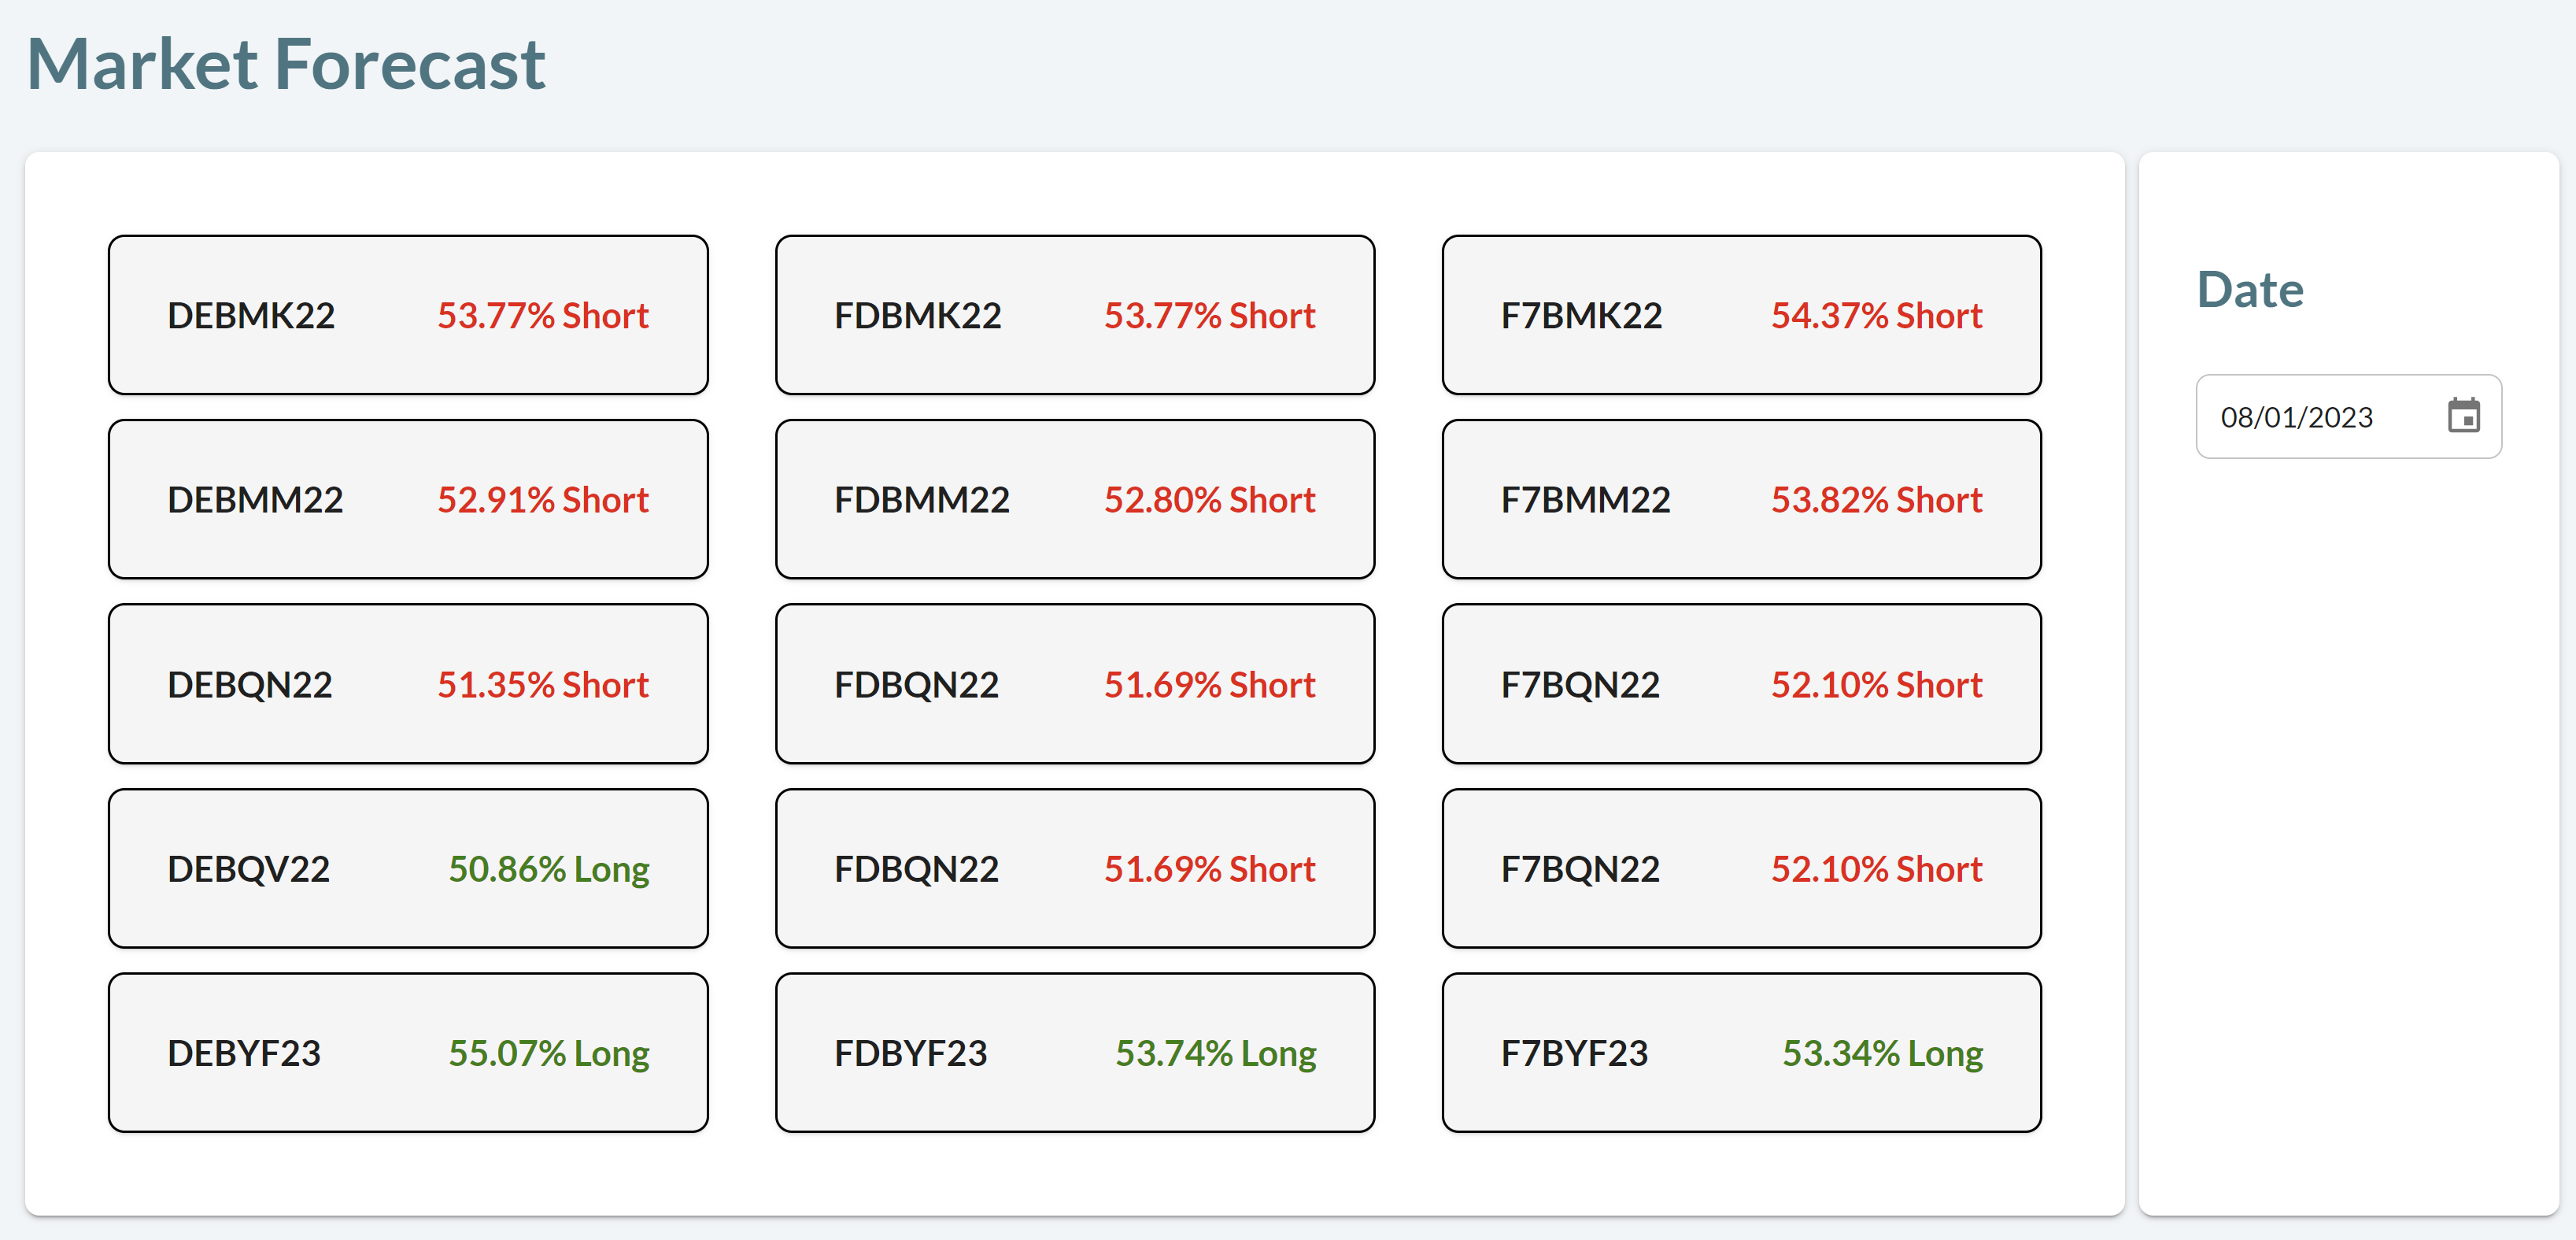 Market Forecast
DEBMK22 53.77% Short
FDBMK22 53.77% Short
F7BMK22 54.37% Short
Date
08/01/2023
DEBMM22 52.91% Short
FDBMM22 52.80% Short
F7BMM22 53.82% Short
DEBQN22 51.35% Short
FDBQN22 51.69% Short
F7BQN22 52.10% Short
DEBQV22 50.86% Long
FDBQN22 51.69% Short
F7BQN22 52.10% Short
DEBYF23 55.07% Long
FDBYF23 53.74% Long
F7BYF23 53.34% Long